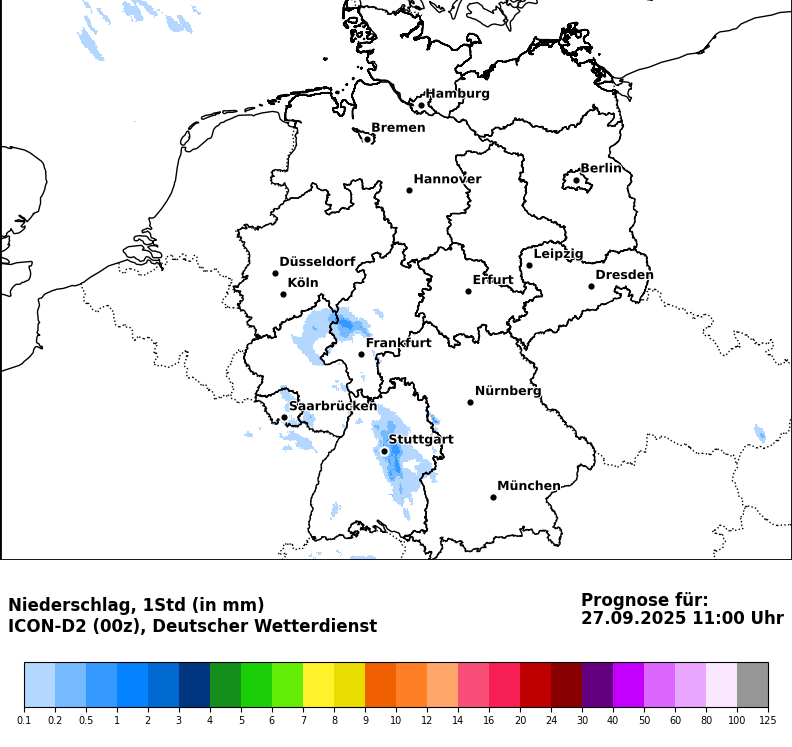 Hamburg
Bremen
Berlin
Hannover
Leipzig
Düsseldorf
Dresden
Köln
Erfurt
Frankfurt
Nürnberg
Saarbrücken
Stuttgart
München
Niederschlag, 1Std (in mm)
ICON-D2 (00z), Deutscher Wetterdienst
Prognose für:
27.09.2025 11:00 Uhr
0.1 0.2 0.5 1 2 3 4 5 6 7 8 9 10 12 14 16 20 24 30 40 50 60 80 100 125